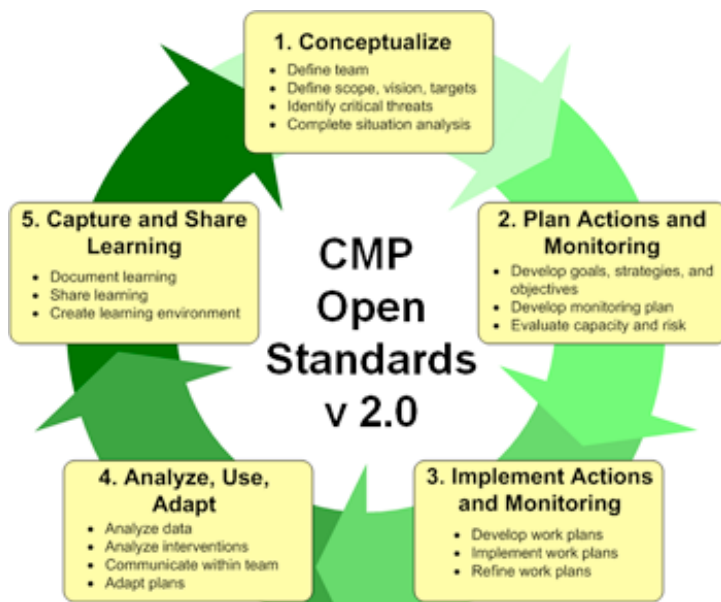 1. Conceptualize
• Define team
• Define scope, vision, targets
• Identify critical threats
• Complete situation analysis
2. Plan Actions and
Monitoring
• Develop goals, strategies, and
objectives
• Develop monitoring plan
• Evaluate capacity and risk
3. Implement Actions
and Monitoring
• Develop work plans
• Implement work plans
• Refine work plans
4. Analyze, Use,
Adapt
• Analyze data
• Analyze interventions
• Communicate within team
• Adapt plans
5. Capture and Share
Learning
• Document learning
• Share learning
• Create learning environment
CMP
Open
Standards
v 2.0